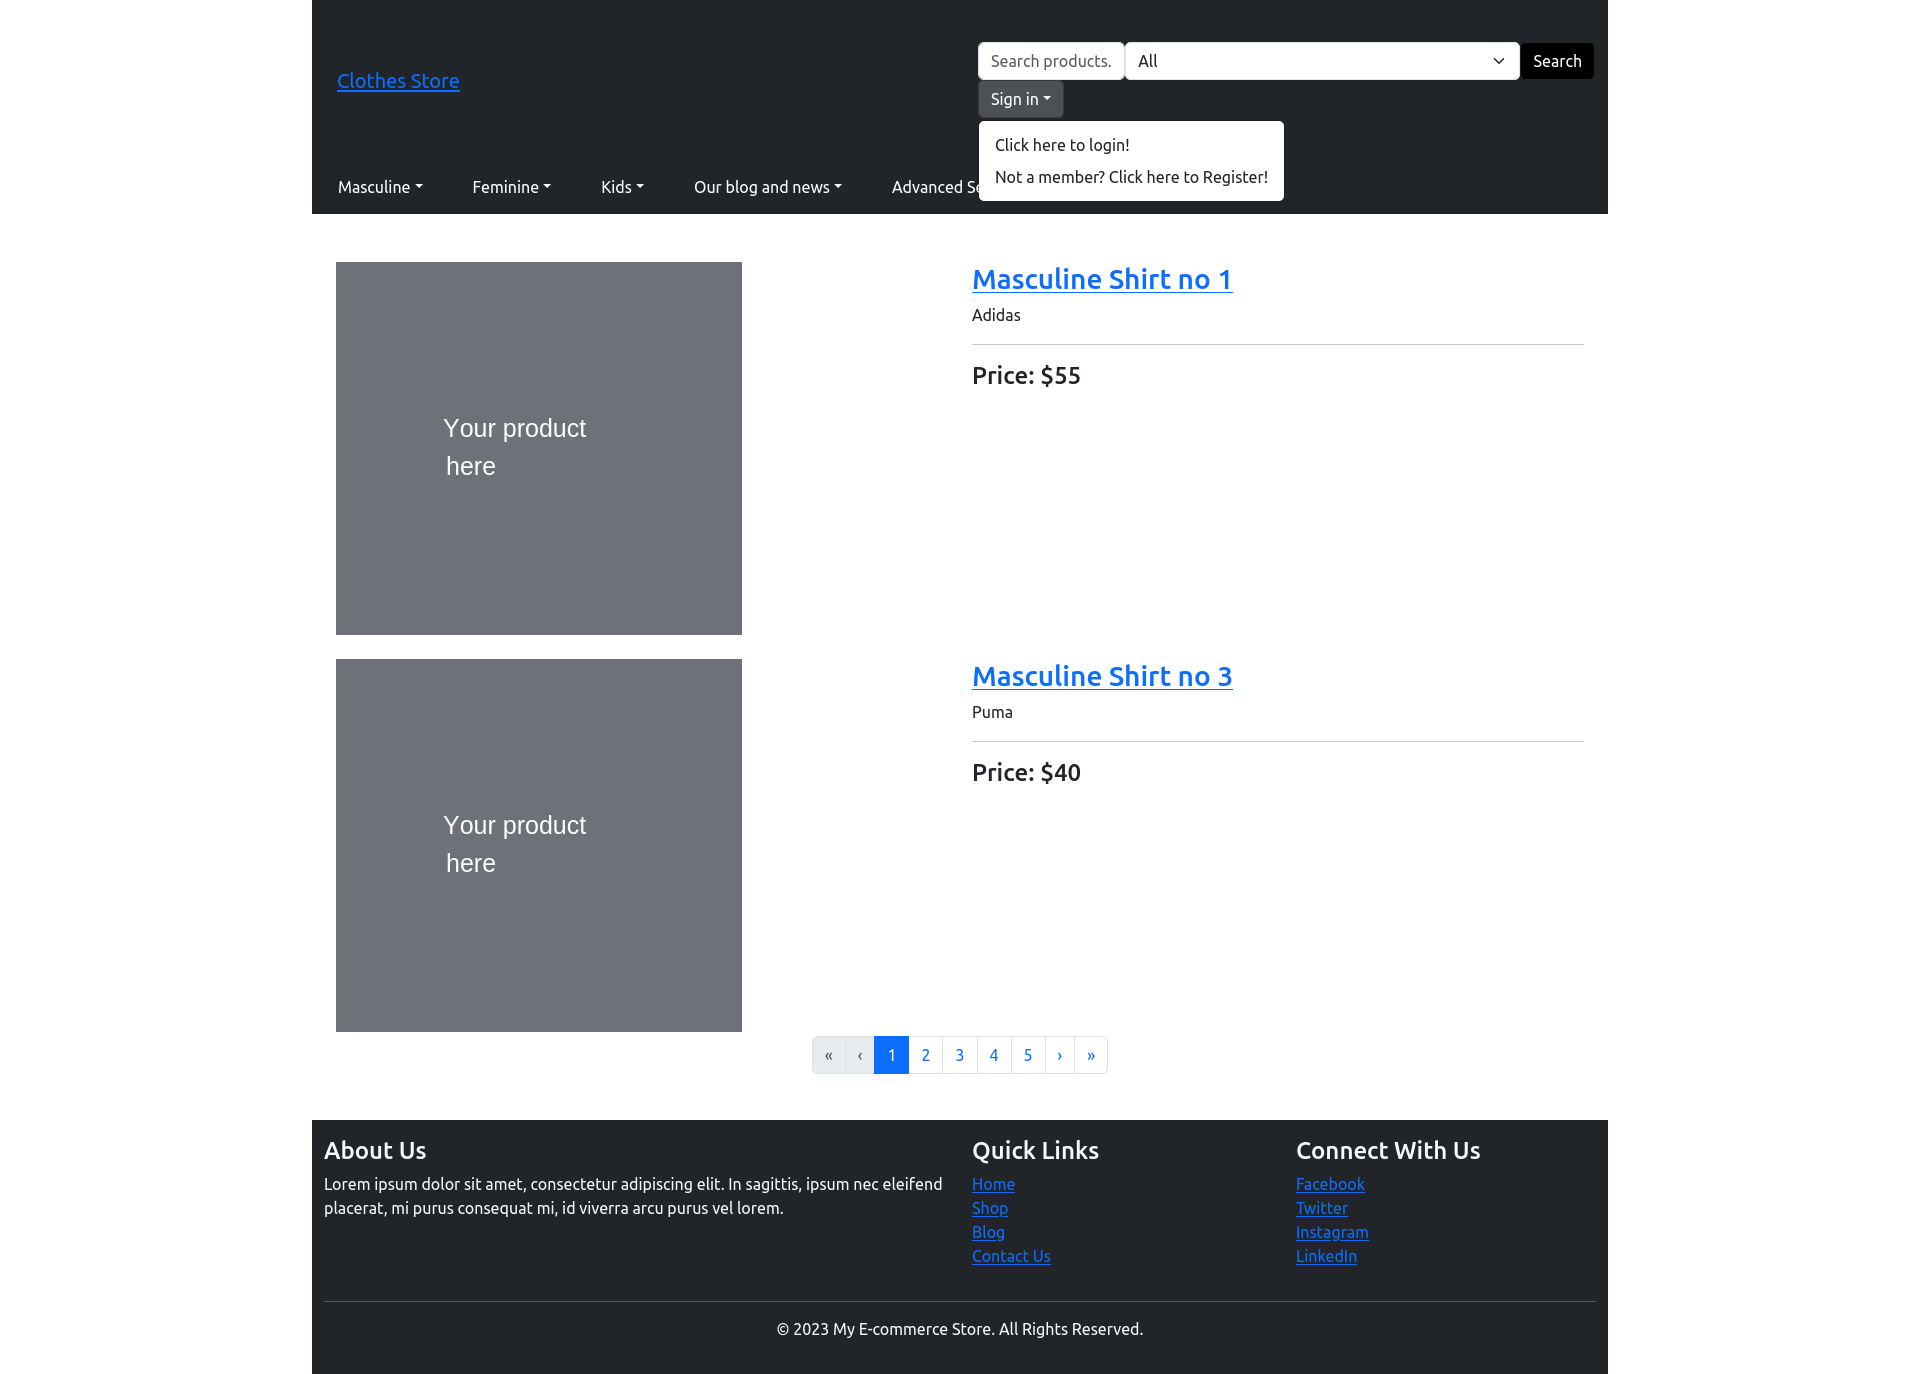 Clothes Store
Search products.
All
Search
Sign in
Click here to login!
Not a member? Click here to Register!
Masculine
Feminine
Kids
Our blog and news
Advanced Se
Masculine Shirt no 1
Adidas
Price: $55
Your product
here
Masculine Shirt no 3
Puma
Price: $40
Your product
here
« ‹ 1 2 3 4 5 › »
About Us
Lorem ipsum dolor sit amet, consectetur adipiscing elit. In sagittis, ipsum nec eleifend
placerat, mi purus consequat mi, id viverra arcu purus vel lorem.
Quick Links
Home
Shop
Blog
Contact Us
Connect With Us
Facebook
Twitter
Instagram
LinkedIn
© 2023 My E-commerce Store. All Rights Reserved.